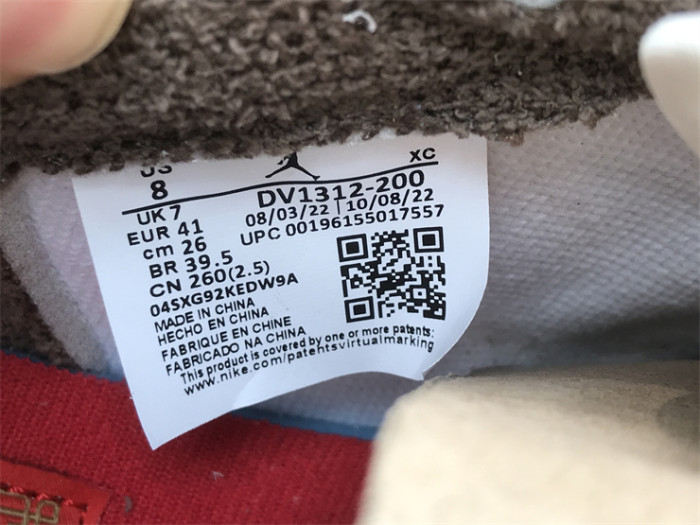 US
8
XC
UK 7
DV1312-200
EUR 41
08/03/22 | 10/08/22
cm 26
UPC 00196155017557
BR 39.5
CN 260(2.5)
04SXG92KEDW9A
MADE IN CHINA
HECHO EN CHINA
FABRIQUE EN CHINE
FABRICADO NA CHINA
This product is covered by one or more patents:
www.nike.com/patentsvirtualmarking